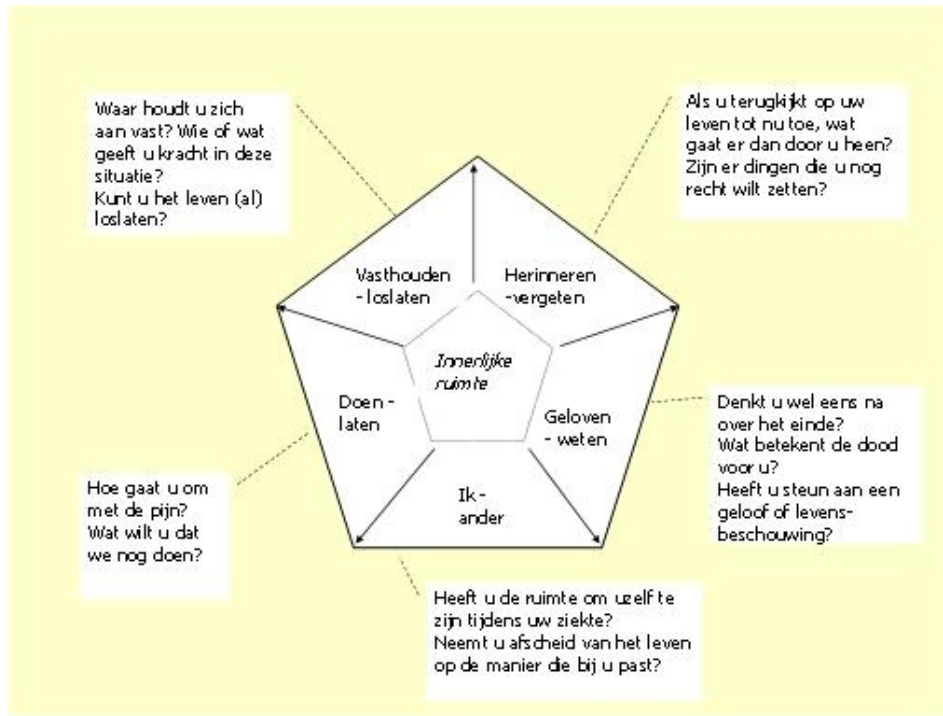 Waar houdt u zich
aan vast? Wie of wat
geeft u kracht in deze
situatie?
Kunt u het leven (al)
loslaten?
Als u terugkijkt op uw
leven tot nu toe, wat
gaat er dan door u heen?
Zijn er dingen die u nog
recht wilt zetten?
Vasthouden
- loslaten
Herinneren
-vergeten
Innerlijke
ruimte
Doen -
laten
Geloven
- weten
Ik -
ander
Denkt u wel eens na
over het einde?
Wat betekent de dood
voor u?
Heeft u steun aan een
geloof of levens-
beschouwing?
Hoe gaat u om
met de pijn?
Wat wilt u dat
we nog doen?
Heeft u de ruimte om uzelf te
zijn tijdens uw ziekte?
Neemt u afscheid van het leven
op de manier die bij u past?